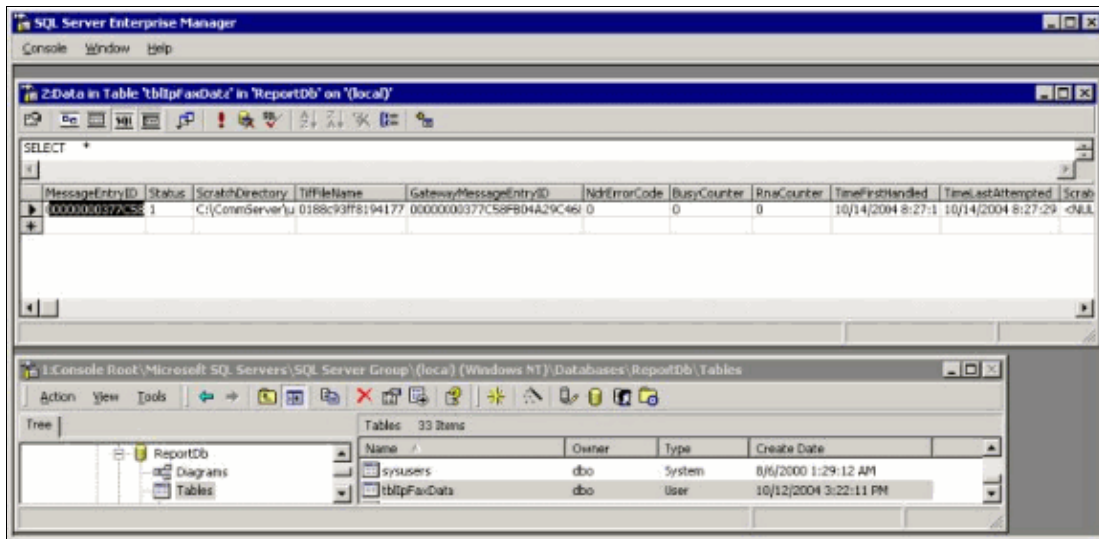 SQL Server Enterprise Manager
Console Window Help
2:Data in Table 'tblIpFaxData' in 'ReportDb' on '(local)'
SELECT *
MessageEntryID Status ScratchDirectory TiffFileName GatewayMessageEntryID NdrErrorCode BusyCounter RnaCounter TimeFirstHandled TimeLastAttempted Scrat
00000000377C58 1 C:\CommServer\u 0188c93ff8194177 00000000377C58FB04A29C46 0 0 0 10/14/2004 8:27:1 10/14/2004 8:27:29 <NUL
1:Console Root\Microsoft SQL Servers\SQL Server Group\(local) (Windows NT)\Databases\ReportDb\Tables
Action View Tools
Tree Tables 33 Items
Name Owner Type Create Date
ReportDb
Diagrams sysusers dbo System 8/6/2000 1:29:12 AM
Tables tblIpFaxData dbo User 10/12/2004 3:22:11 PM